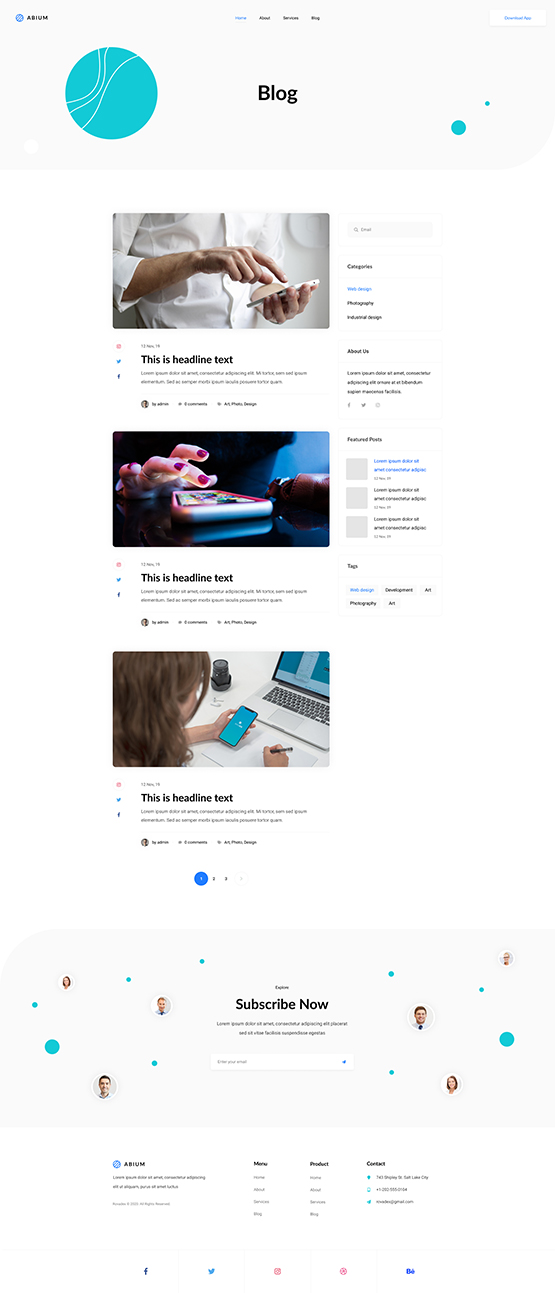 ABIUM
Home About Services Blog
Download App
Blog
Email
Categories
Web design
Photography
Industrial design
About Us
Lorem ipsum dolor sit amet, consectetur
adipiscing elit ornare at et bibendum
sapien maecenas facilisis.
Featured Posts
Lorem ipsum dolor sit
amet consectetur adipisc
12 Nov, 19
Lorem ipsum dolor sit
amet consectetur adipisc
12 Nov, 19
Lorem ipsum dolor sit
amet consectetur adipisc
12 Nov, 19
Tags
Web design Development Art
Photography Art
12 Nov, 19
This is headline text
Lorem ipsum dolor sit amet, consectetur adipiscing elit. Mi tortor, sem sed ipsum
elementum. Sed ac semper morbi ipsum iaculis posuere tortor quam.
by admin 0 comments Art, Photo, Design
12 Nov, 19
This is headline text
Lorem ipsum dolor sit amet, consectetur adipiscing elit. Mi tortor, sem sed ipsum
elementum. Sed ac semper morbi ipsum iaculis posuere tortor quam.
by admin 0 comments Art, Photo, Design
12 Nov, 19
This is headline text
Lorem ipsum dolor sit amet, consectetur adipiscing elit. Mi tortor, sem sed ipsum
elementum. Sed ac semper morbi ipsum iaculis posuere tortor quam.
by admin 0 comments Art, Photo, Design
1 2 3
Explore
Subscribe Now
Lorem ipsum dolor sit amet, consectetur adipiscing elit placerat
sed sit vitae facilisis suspendisse egestas
Enter your email
ABIUM
Lorem ipsum dolor sit amet, consectetur adipiscing
elit ut aliquam, purus sit amet luctus
© 2020. All Rights Reserved.
Menu
Home
About
Services
Blog
Product
Home
About
Services
Blog
Contact
Shipley St. Salt Lake City
+1-202-555-0184
@gmail.com
Bē